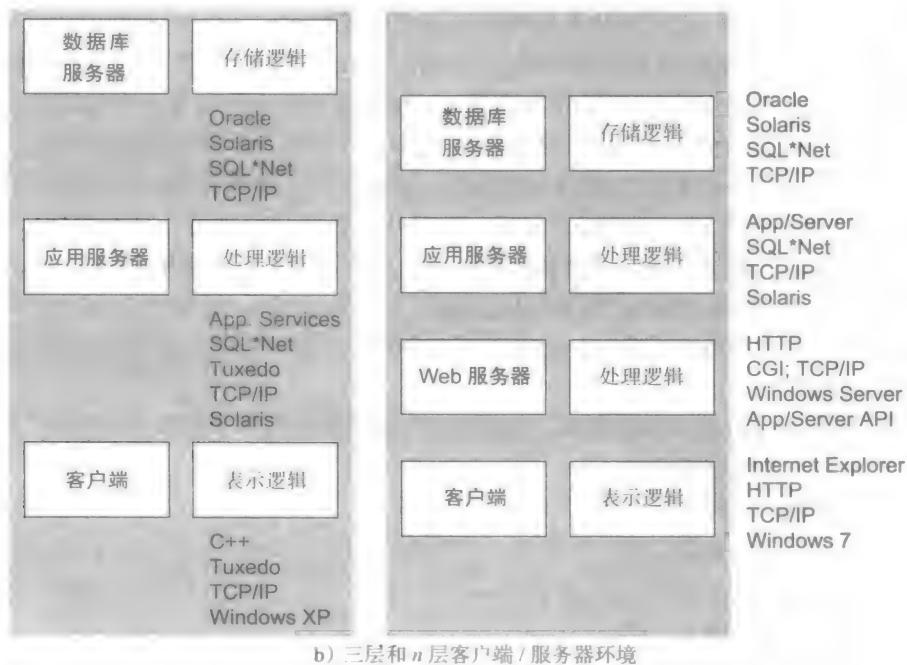 数据库
服务器
存储逻辑
Oracle
Solaris
SQL*Net
TCP/IP
应用服务器
处理逻辑
App. Services
SQL*Net
Tuxedo
TCP/IP
Solaris
客户端
表示逻辑
C++
Tuxedo
TCP/IP
Windows XP
数据库
服务器
存储逻辑
Oracle
Solaris
SQL*Net
TCP/IP
应用服务器
处理逻辑
App/Server
SQL*Net
TCP/IP
Solaris
Web 服务器
处理逻辑
HTTP
CGI; TCP/IP
Windows Server
App/Server API
客户端
表示逻辑
Internet Explorer
HTTP
TCP/IP
Windows 7
b) 三层和 n 层客户端 / 服务器环境